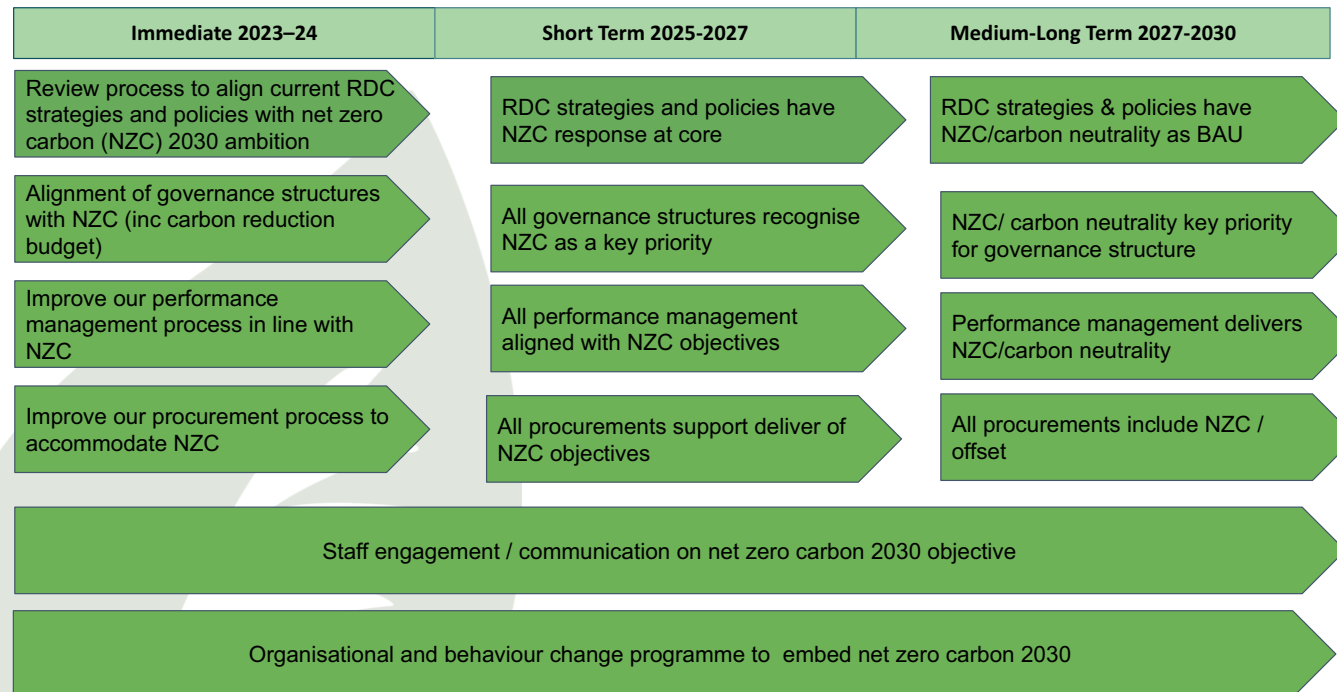 Immediate 2023–24
Short Term 2025-2027
Medium-Long Term 2027-2030
Review process to align current RDC
strategies and policies with net zero
carbon (NZC) 2030 ambition
RDC strategies and policies have
NZC response at core
RDC strategies & policies have
NZC/carbon neutrality as BAU
Alignment of governance structures
with NZC (inc carbon reduction
budget)
All governance structures recognise
NZC as a key priority
NZC/ carbon neutrality key priority
for governance structure
Improve our performance
management process in line with
NZC
All performance management
aligned with NZC objectives
Performance management delivers
NZC/carbon neutrality
Improve our procurement process to
accommodate NZC
All procurements support deliver of
NZC objectives
All procurements include NZC /
offset
Staff engagement / communication on net zero carbon 2030 objective
Organisational and behaviour change programme to  embed net zero carbon 2030